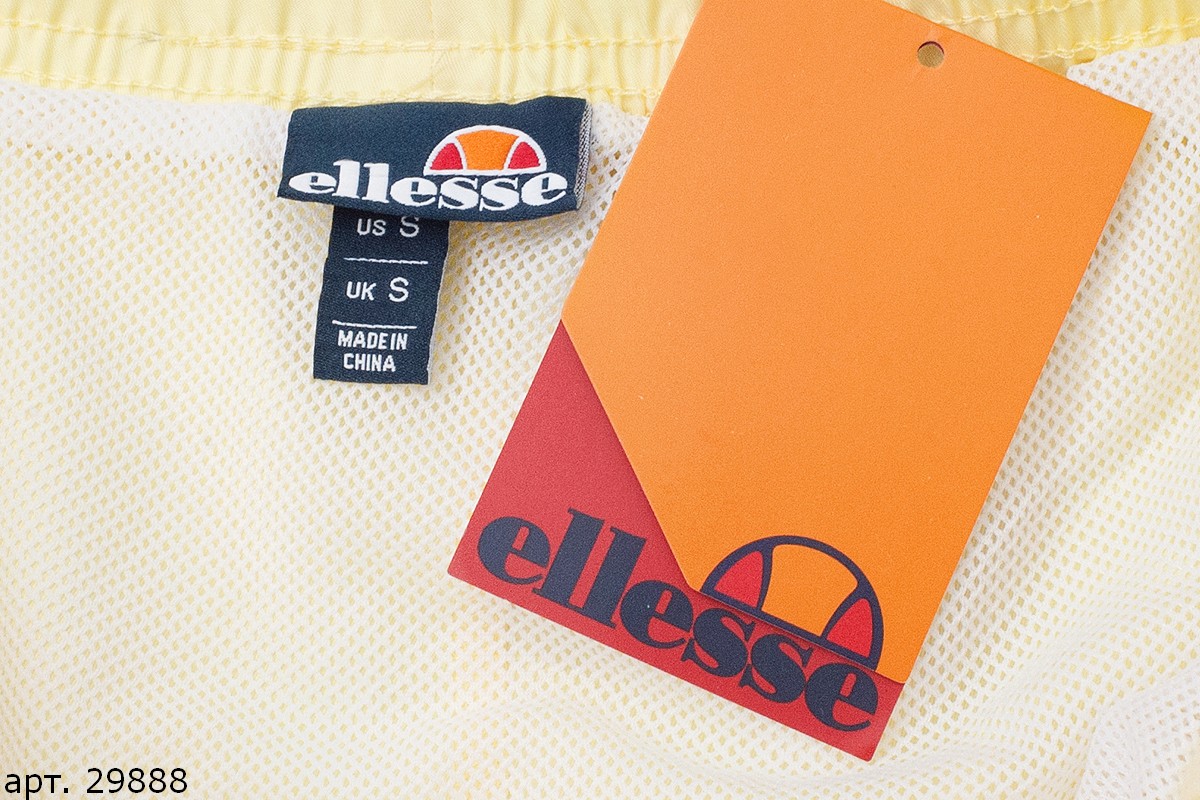 ellesse
US S
UK S
MADE IN
CHINA
ellesse
арт. 29888